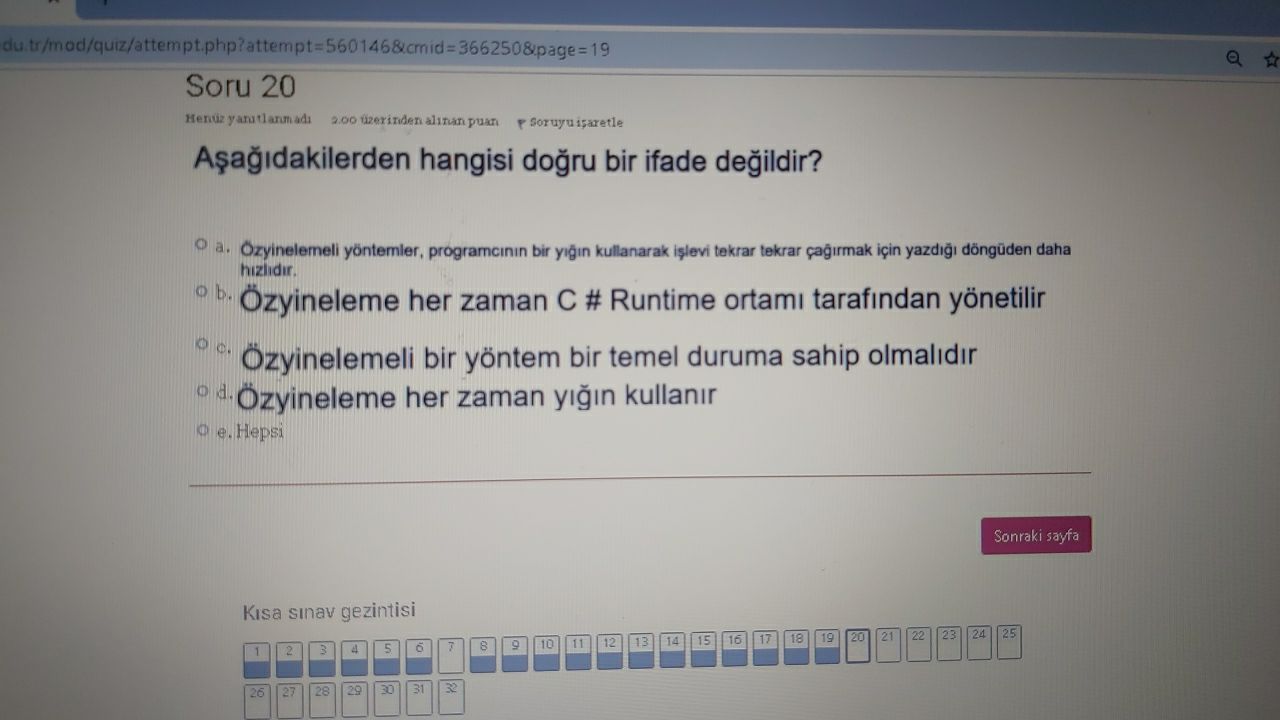 du.tr/mod/quiz/attempt.php?attempt=560146&cmid=366250&page=19
Soru 20
Henüz yanıtlanmadı 2.00 üzerinden alınan puan Soruyu işaretle
Aşağıdakilerden hangisi doğru bir ifade değildir?
a. Özyinelemeli yöntemler, programcının bir yığın kullanarak işlevi tekrar tekrar çağırmak için yazdığı döngüden daha
hızlıdır.
b. Özyineleme her zaman C # Runtime ortamı tarafından yönetilir
c. Özyinelemeli bir yöntem bir temel duruma sahip olmalıdır
d. Özyineleme her zaman yığın kullanır
e. Hepsi
Sonraki sayfa
Kısa sınav gezintisi
1 2 3 4 5 6 7 8 9 10 11 12 13 14 15 16 17 18 19 20 21 22 23 24 25
26 27 28 29 30 31 32